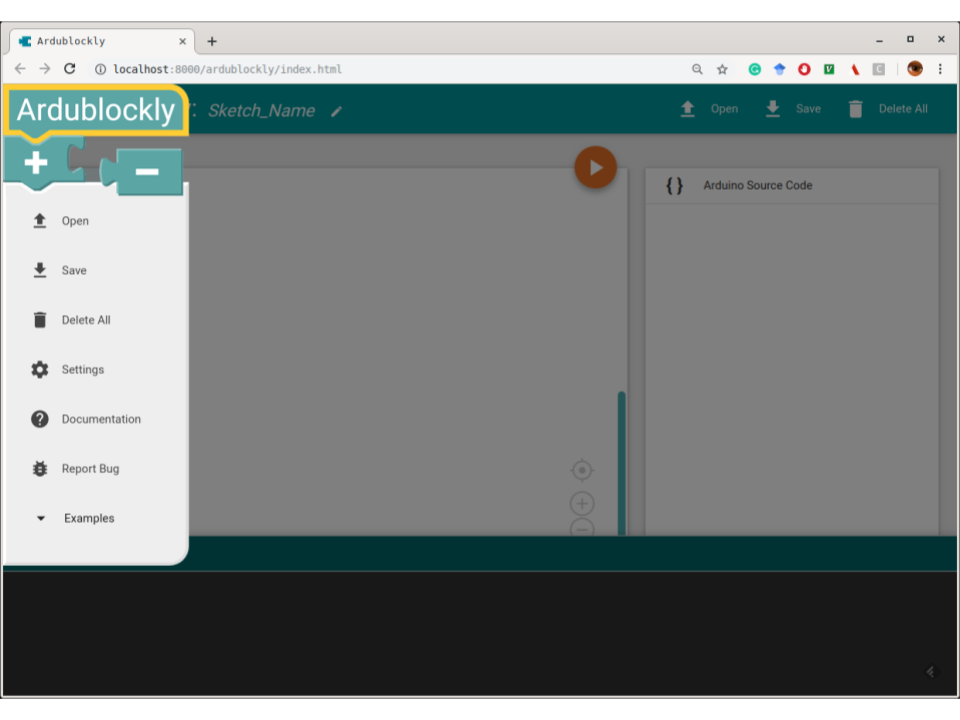 Ardublockly
localhost:8000/ardublockly/index.html
Ardublockly
Sketch_Name
Open
Save
Delete All
Open
Save
Delete All
Settings
Documentation
Report Bug
Examples
{} Arduino Source Code